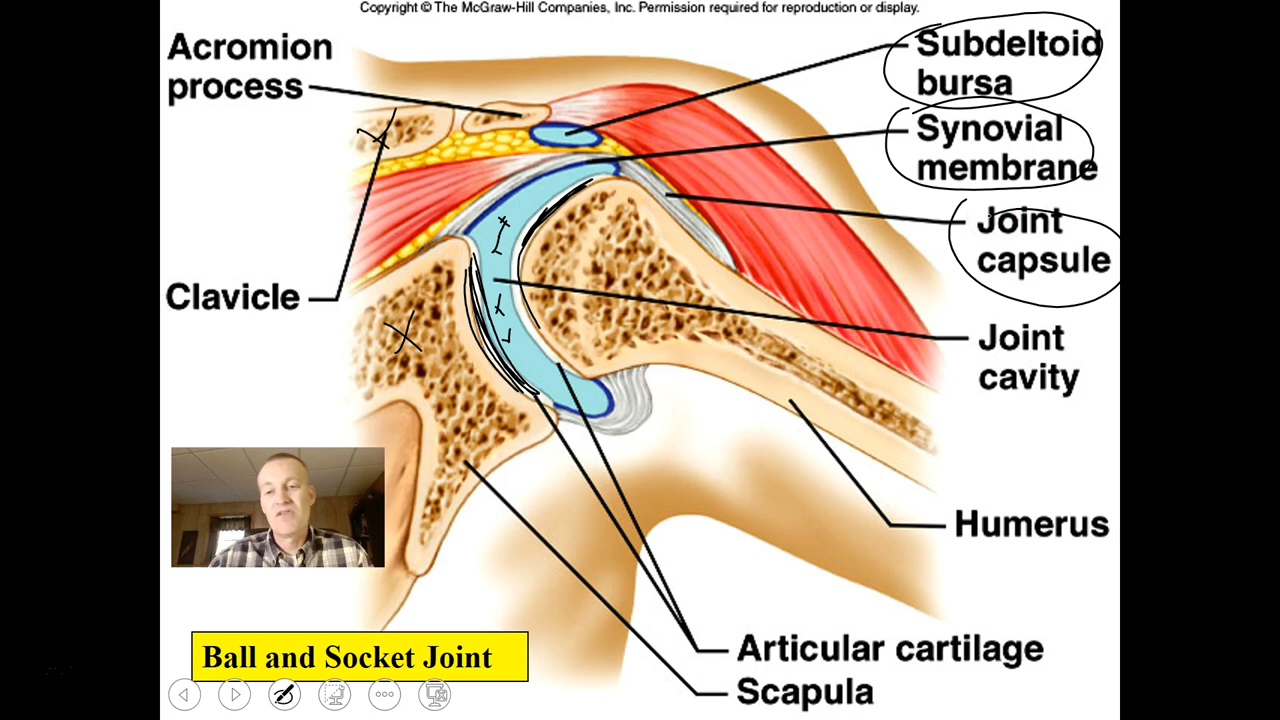 Copyright © The McGraw-Hill Companies, Inc. Permission required for reproduction or display.
Acromion
process
Subdeltoid
bursa
Synovial
membrane
Joint
capsule
Clavicle
Joint
cavity
Humerus
Articular cartilage
Scapula
Ball and Socket Joint